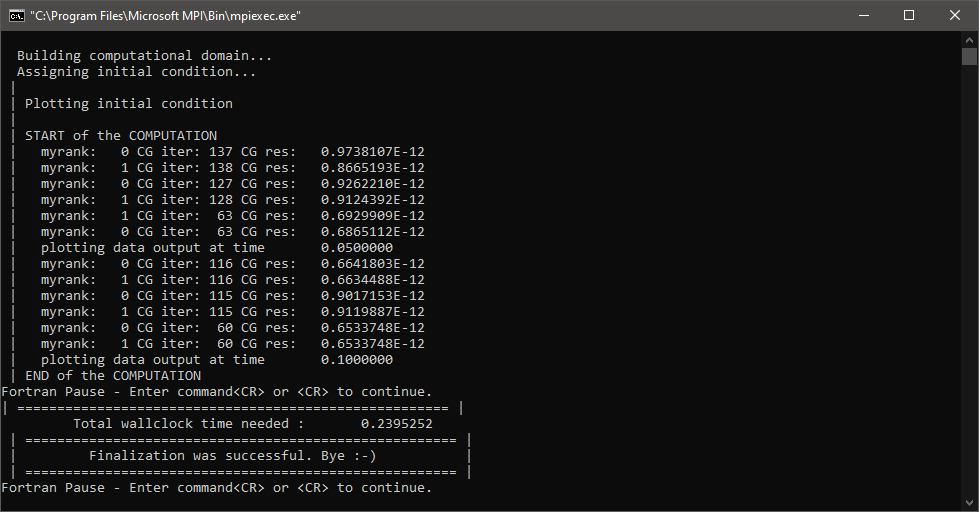 "C:\Program Files\Microsoft MPI\Bin\mpiexec.exe"
Building computational domain...
Assigning initial condition...
|
| Plotting initial condition
|
| START of the COMPUTATION
|   myrank:   0 CG iter: 137 CG res:   0.9738107E-12
|   myrank:   1 CG iter: 138 CG res:   0.8665193E-12
|   myrank:   0 CG iter: 127 CG res:   0.9262210E-12
|   myrank:   1 CG iter: 128 CG res:   0.9124392E-12
|   myrank:   1 CG iter:  63 CG res:   0.6929909E-12
|   myrank:   0 CG iter:  63 CG res:   0.6865112E-12
|   plotting data output at time       0.0500000
|   myrank:   0 CG iter: 116 CG res:   0.6641803E-12
|   myrank:   1 CG iter: 116 CG res:   0.6634488E-12
|   myrank:   0 CG iter: 115 CG res:   0.9017153E-12
|   myrank:   1 CG iter: 115 CG res:   0.9119887E-12
|   myrank:   0 CG iter:  60 CG res:   0.6533748E-12
|   myrank:   1 CG iter:  60 CG res:   0.6533748E-12
|   plotting data output at time       0.1000000
| END of the COMPUTATION
Fortran Pause - Enter command<CR> or <CR> to continue.
| ====================================================== |
Total wallclock time needed :       0.2395252
| ====================================================== |
|         Finalization was successful. Bye :-)           |
| ====================================================== |
Fortran Pause - Enter command<CR> or <CR> to continue.